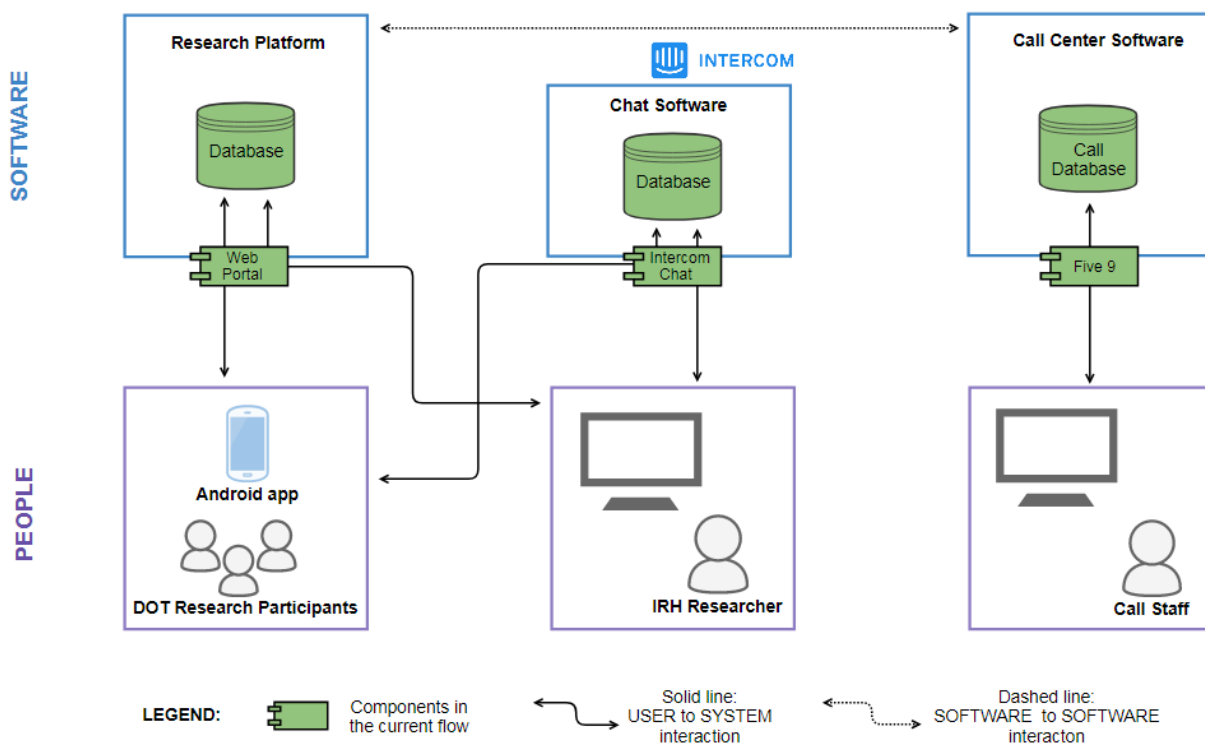 SOFTWARE
Research Platform
Database
Web
Portal
INTERCOM
Chat Software
Database
Intercom
Chat
Call Center Software
Call
Database
Five 9
PEOPLE
Android app
DOT Research Participants
IRH Researcher
Call Staff
LEGEND:
Components in
the current flow
Solid line:
USER to SYSTEM
interaction
Dashed line:
SOFTWARE to SOFTWARE
interacton